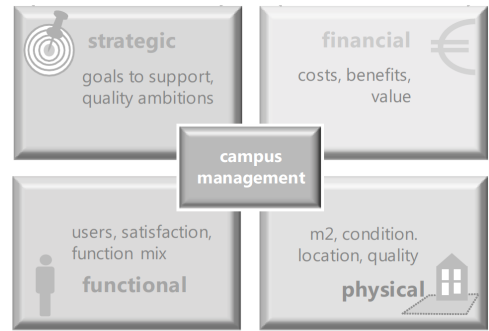 strategic
goals to support,
quality ambitions
financial
costs, benefits,
value
campus
management
users, satisfaction,
function mix
functional
m2, condition.
location, quality
physical